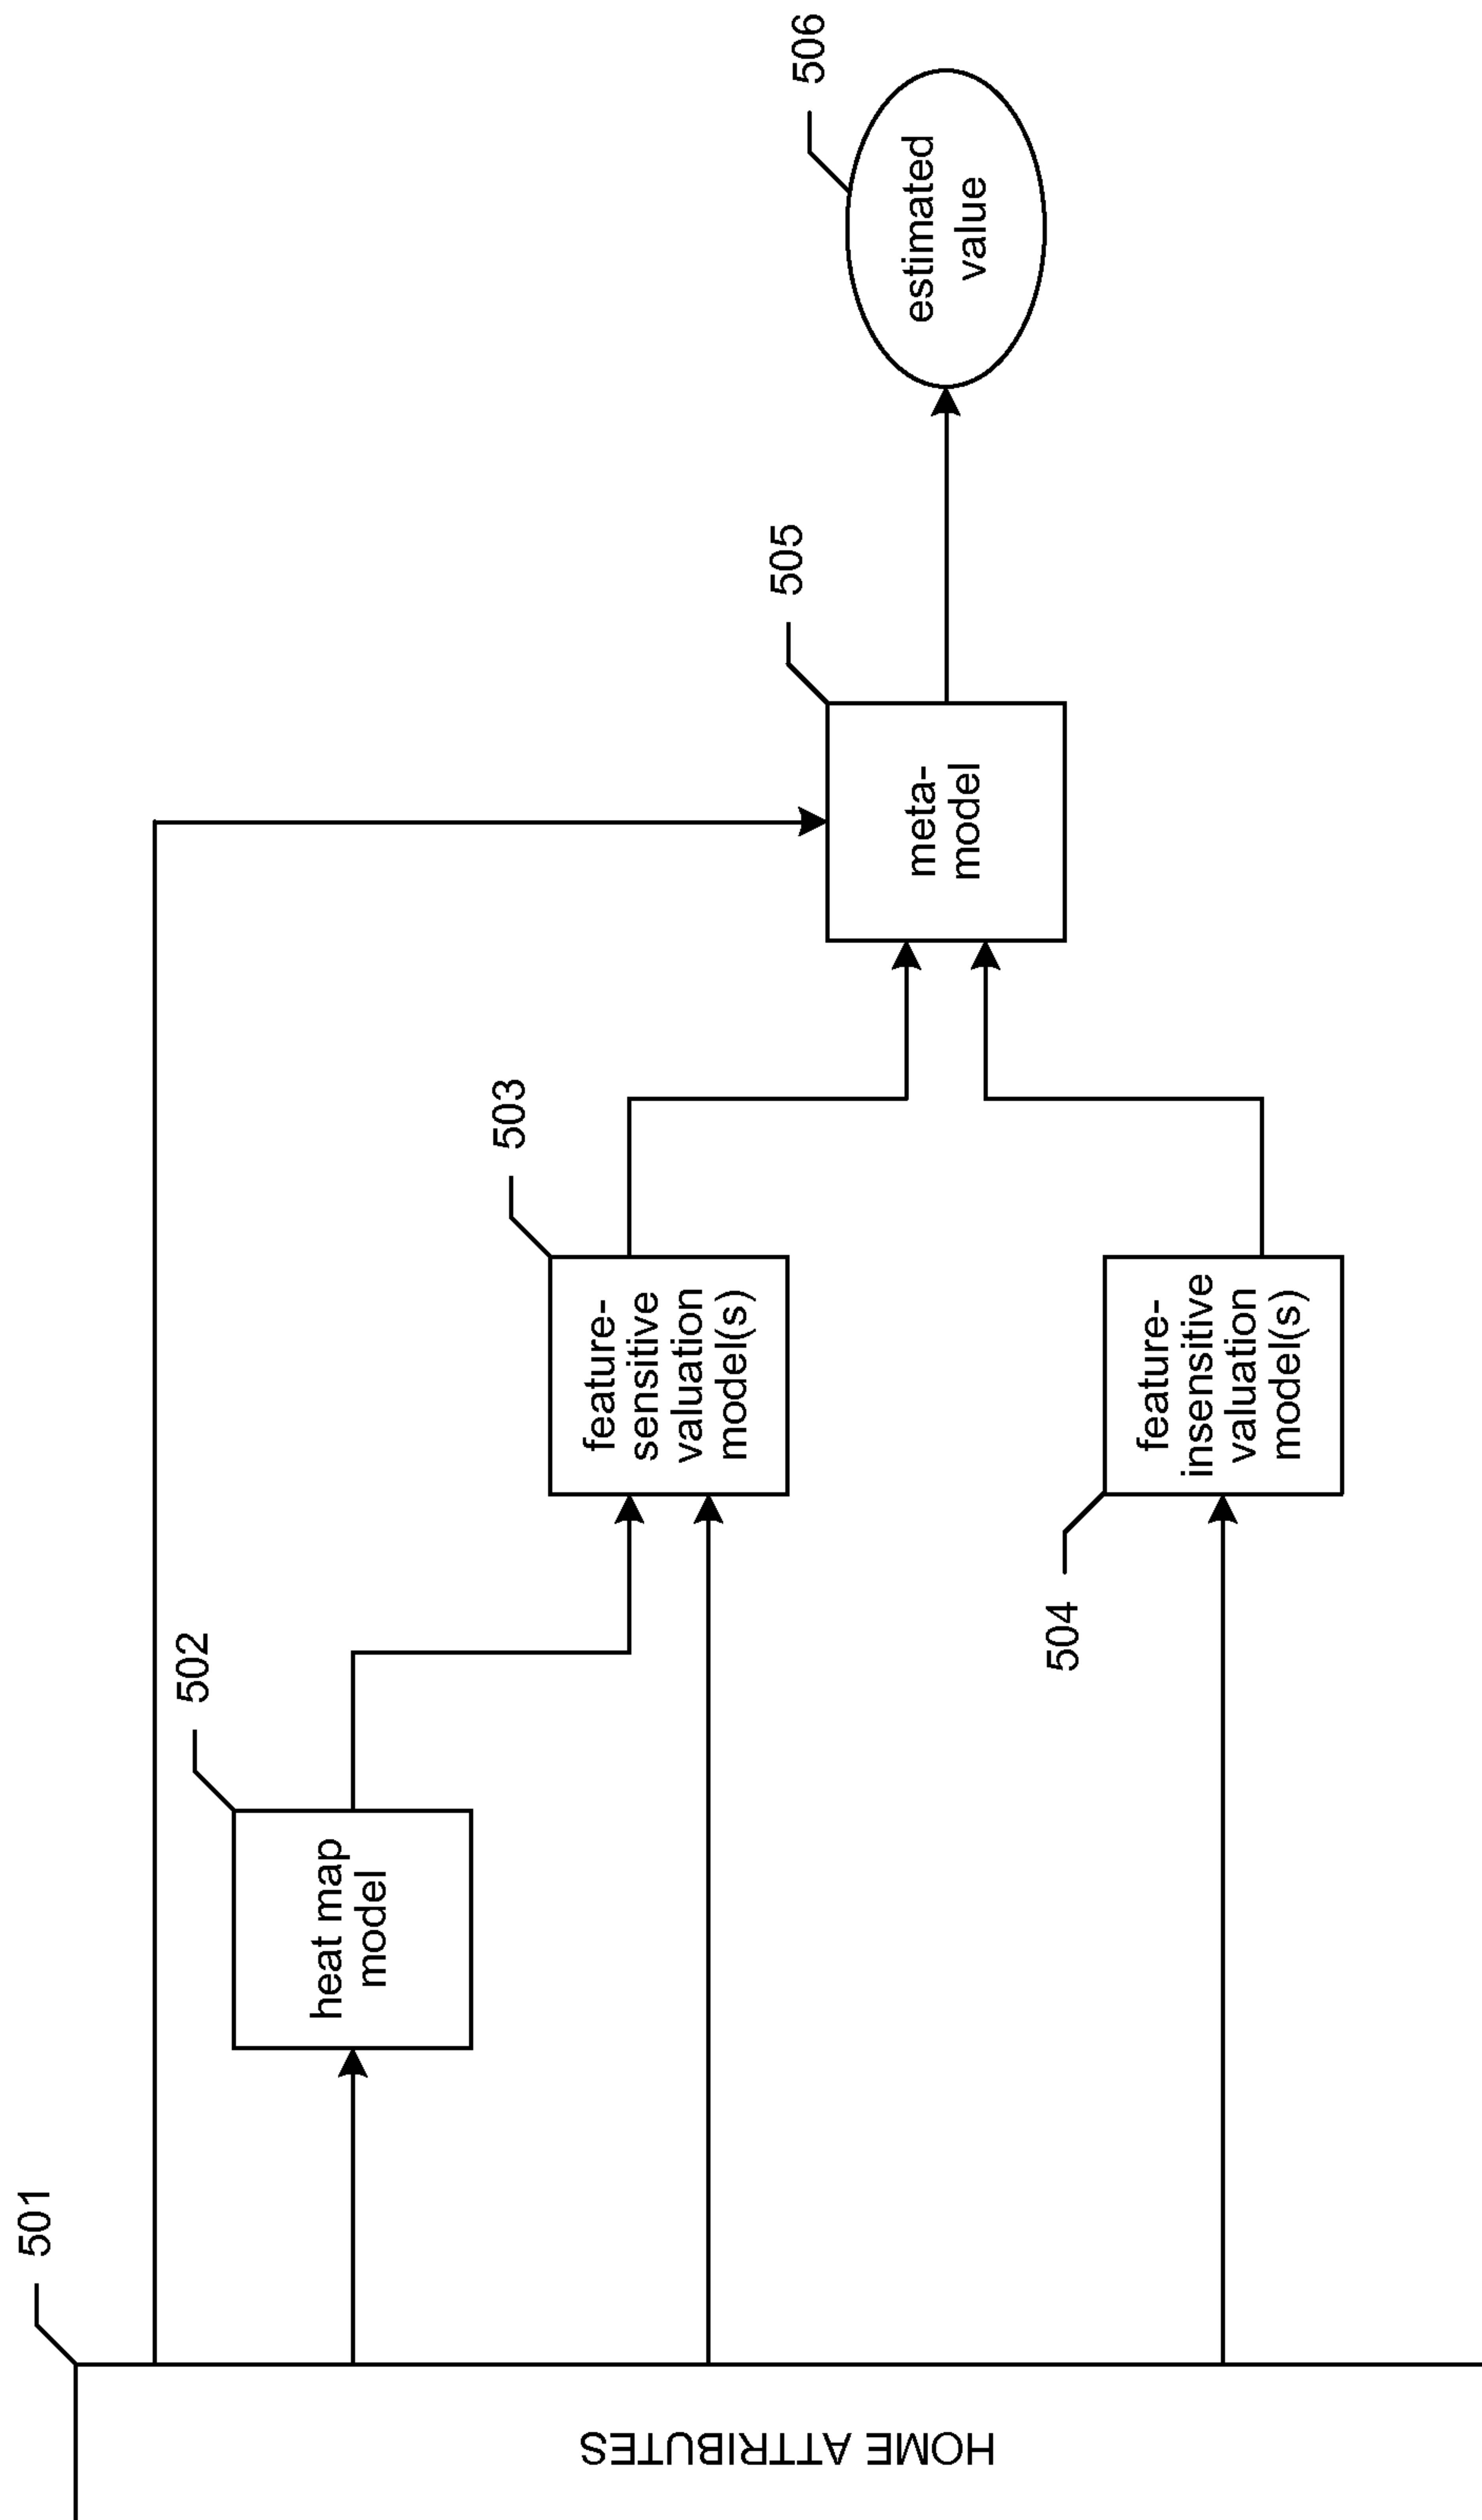 501
HOME ATTRIBUTES
502
heat map
model
503
feature-
sensitive
valuation
model(s)
504
feature-
insensitive
valuation
model(s)
505
meta-
model
506
estimated
value